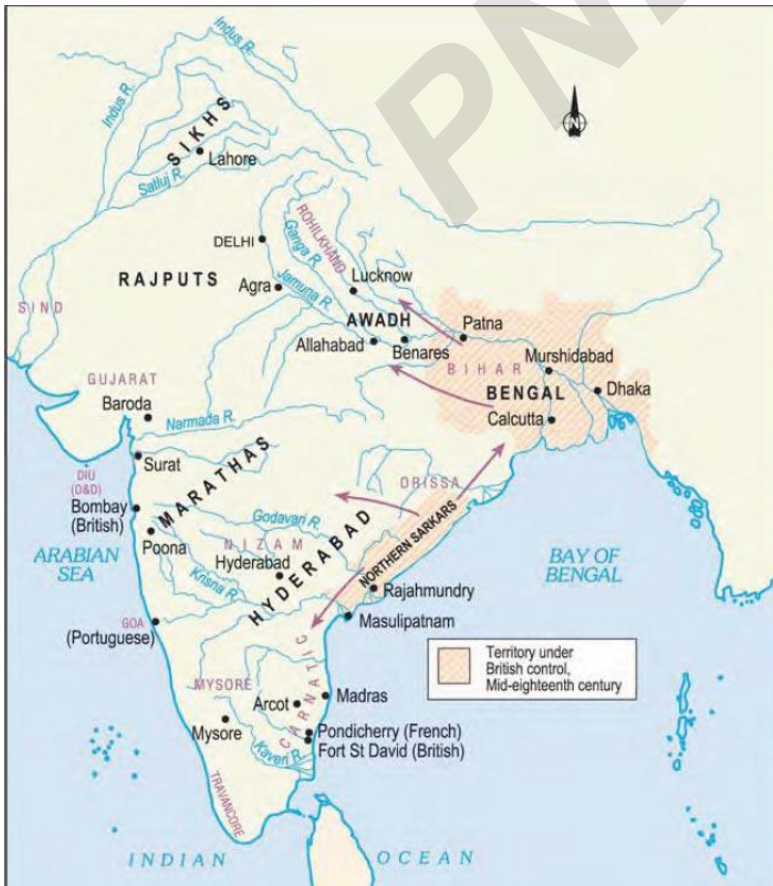 PN
Indus R.
Indus R.
SIKHS
Lahore
Satluj R.
N
DELHI
ROHILKHAND
Ganga R.
RAJPUTS
Agra
Jamuna R.
Lucknow
SIND
AWADH
Patna
Allahabad
Benares
BIHAR
Murshidabad
GUJARAT
BENGAL
Dhaka
Baroda
Calcutta
Narmada R.
Surat
MARATHAS
DIU
(D&D)
ORISSA
Bombay
(British)
Godavari R.
NORTHERN SARKARS
Poona
NIZAM
ARABIAN
SEA
Hyderabad
HYDERABAD
BAY OF
BENGAL
Krisna R.
Rajahmundry
GOA
(Portuguese)
Masulipatnam
Territory under
British control,
Mid-eighteenth century
CARNATIC
MYSORE
Arcot
Madras
Mysore
Pondicherry (French)
Fort St David (British)
Kaveri R.
TRAVANCORE
INDIAN OCEAN